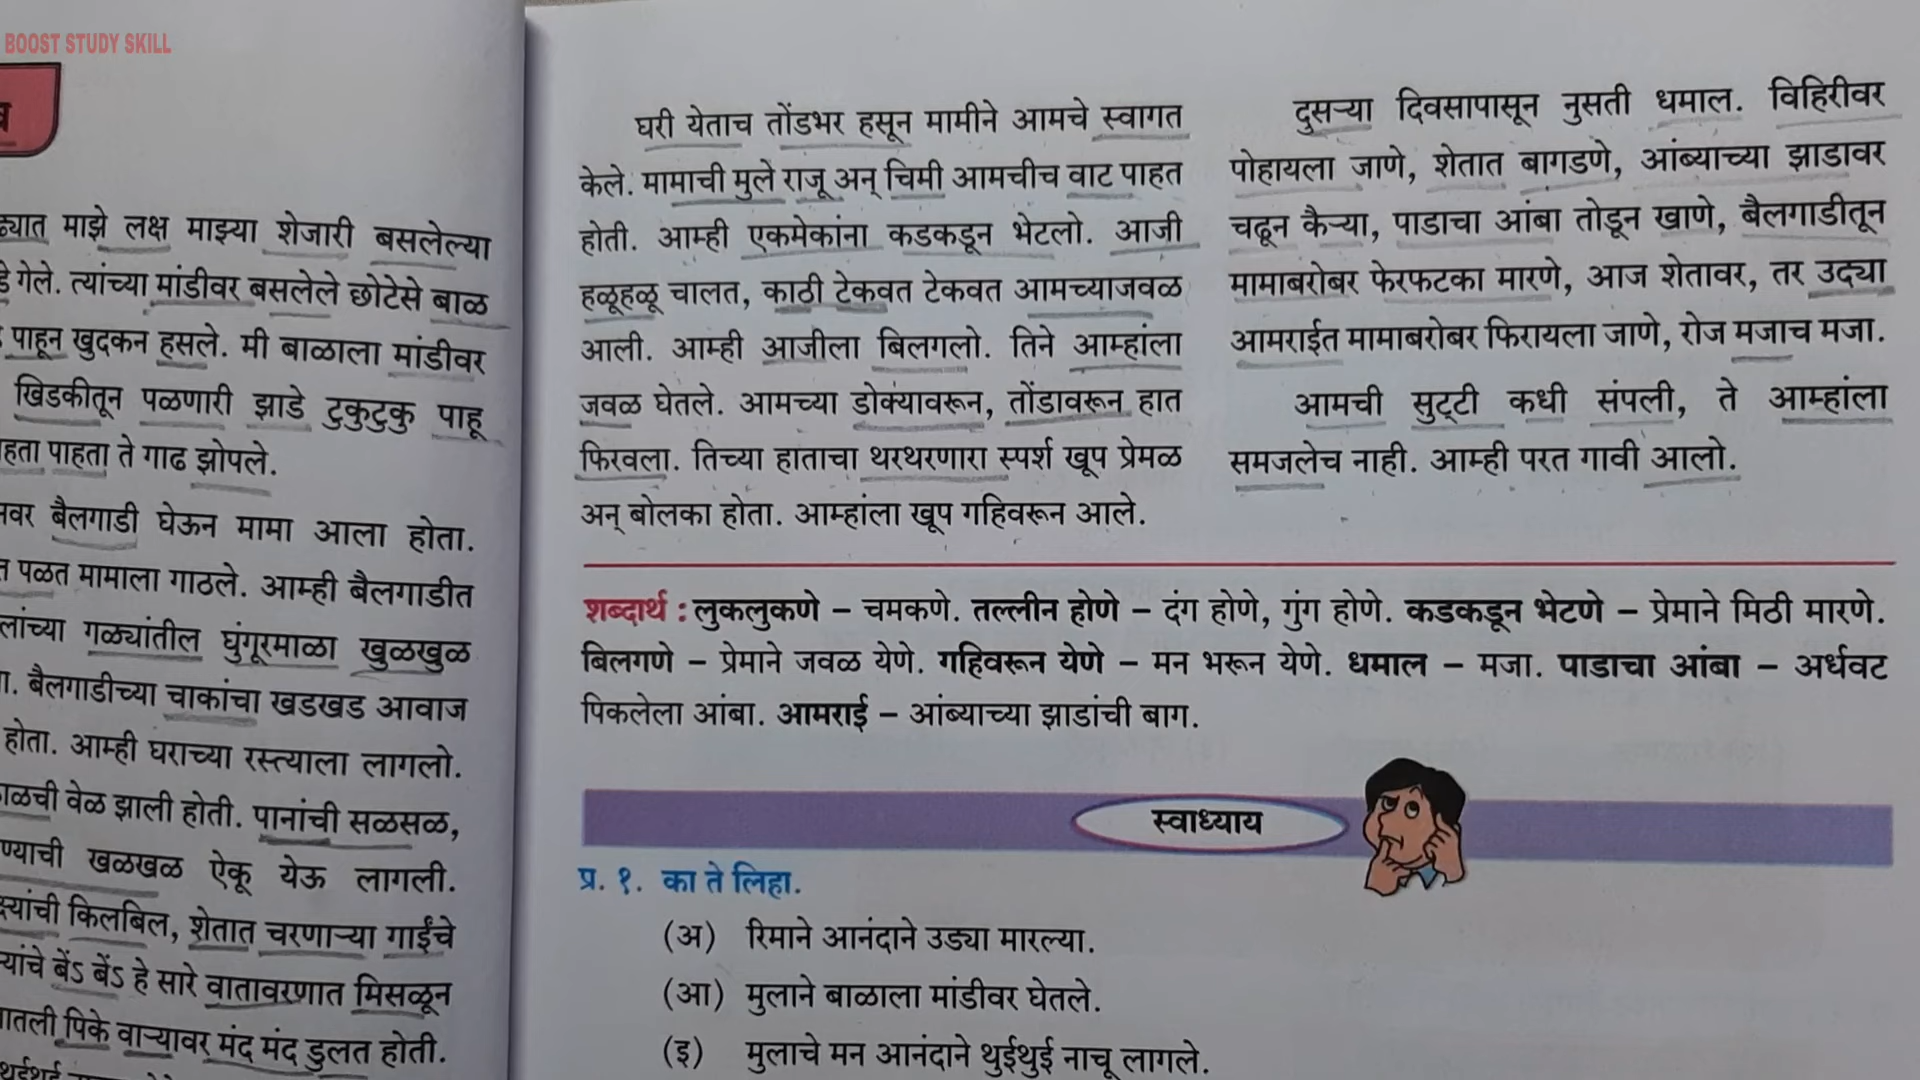 BOOST STUDY SKILL
माझे लक्ष माझ्या शेजारी बसलेल्या
गेले. त्यांच्या मांडीवर बसलेले छोटेसे बाळ
पाहून खुदकन हसले. मी बाळाला मांडीवर
खिडकीतून पळणारी झाडे टुकुटुकु पाहू
पाहता ते गाढ झोपले.
बैलगाडी घेऊन मामा आला होता.
पळत मामाला गाठले. आम्ही बैलगाडीत
गळ्यांतील घुंगूरमाळा खुळखुळ
बैलगाडीच्या चाकांचा खडखड आवाज
होता. आम्ही घराच्या रस्त्याला लागलो.
वेळ झाली होती. पानांची सळसळ,
खळखळ ऐकू येऊ लागली.
किलबिल, शेतात चरणाऱ्या गाईंचे
बेंऽ बेंऽ हे सारे वातावरणात मिसळून
पिके वाऱ्यावर मंद मंद डुलत होती.
घरी येताच तोंडभर हसून मामीने आमचे स्वागत
केले. मामाची मुले राजू अन् चिमी आमचीच वाट पाहत
होती. आम्ही एकमेकांना कडकडून भेटलो. आजी
हळूहळू चालत, काठी टेकवत टेकवत आमच्याजवळ
आली. आम्ही आजीला बिलगलो. तिने आम्हांला
जवळ घेतले. आमच्या डोक्यावरून, तोंडावरून हात
फिरवला. तिच्या हाताचा थरथरणारा स्पर्श खूप प्रेमळ
अन् बोलका होता. आम्हांला खूप गहिवरून आले.
दुसऱ्या दिवसापासून नुसती धमाल. विहिरीवर
पोहायला जाणे, शेतात बागडणे, आंब्याच्या झाडावर
चढून कैऱ्या, पाडाचा आंबा तोडून खाणे, बैलगाडीतून
मामाबरोबर फेरफटका मारणे, आज शेतावर, तर उद्या
आमराईत मामाबरोबर फिरायला जाणे, रोज मजाच मजा.
आमची सुट्टी कधी संपली, ते आम्हांला
समजलेच नाही. आम्ही परत गावी आलो.
शब्दार्थ : लुकलुकणे – चमकणे. तल्लीन होणे – दंग होणे, गुंग होणे. कडकडून भेटणे – प्रेमाने मिठी मारणे.
बिलगणे – प्रेमाने जवळ येणे. गहिवरून येणे – मन भरून येणे. धमाल – मजा. पाडाचा आंबा – अर्धवट
पिकलेला आंबा. आमराई – आंब्याच्या झाडांची बाग.
स्वाध्याय
प्र. १. का ते लिहा.
(अ) रिमाने आनंदाने उड्या मारल्या.
(आ) मुलाने बाळाला मांडीवर घेतले.
(इ) मुलाचे मन आनंदाने थुईथुई नाचू लागले.